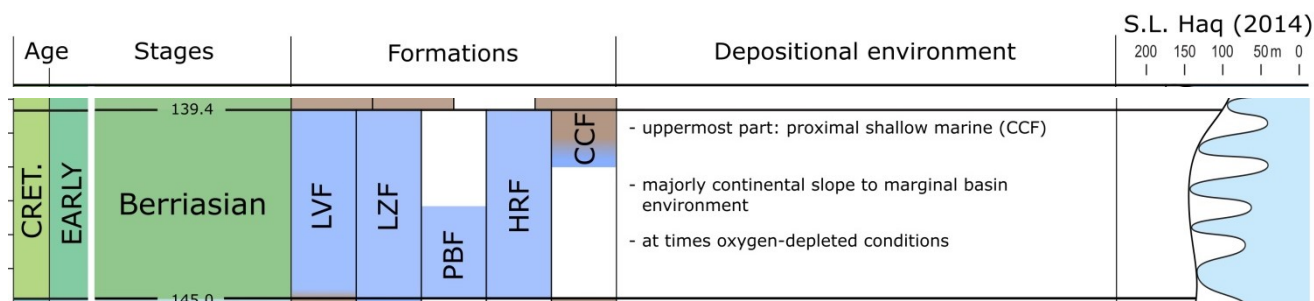 S.L. Haq (2014)
Age Stages Formations Depositional environment
200 150 100 50m 0
139.4
CRET.
EARLY
Berriasian
LVF
LZF
PBF
HRF
CCF
- uppermost part: proximal shallow marine (CCF)
- majorly continental slope to marginal basin
environment
- at times oxygen-depleted conditions
145.0